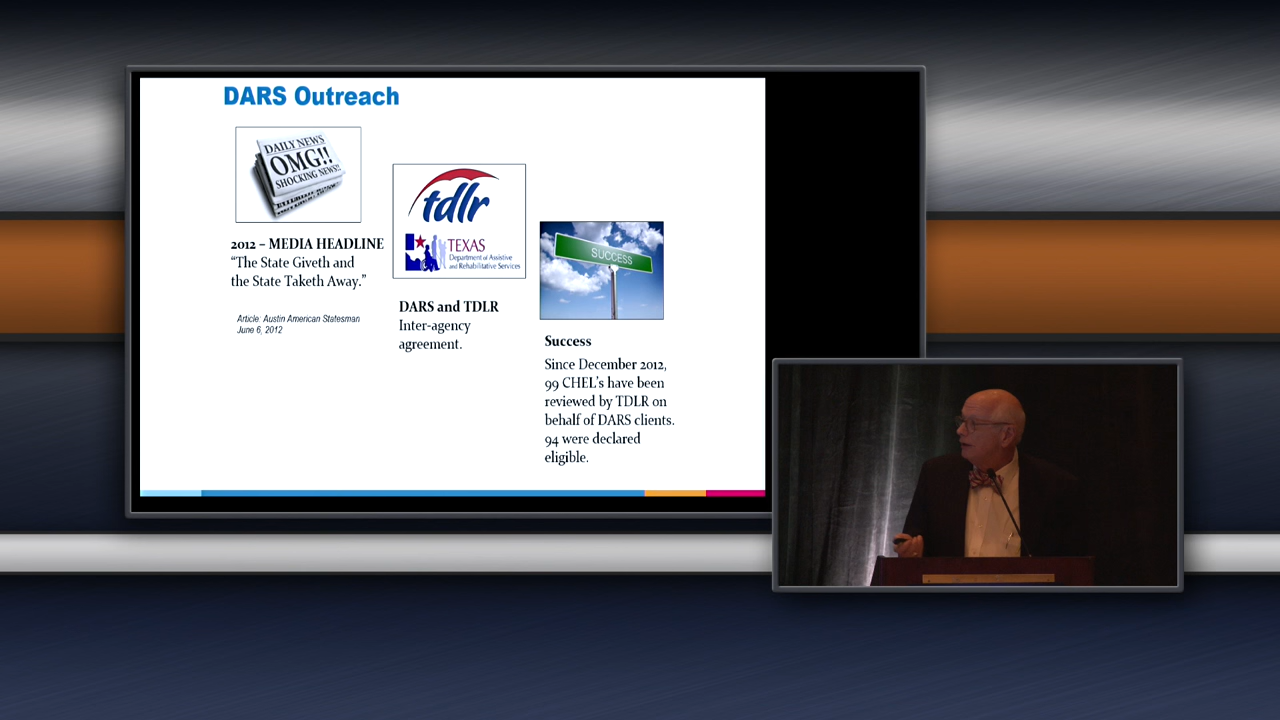 DARS Outreach
DAILY NEWS
OMG!!
SHOCKING NEWS!!
2012 – MEDIA HEADLINE
“The State Giveth and
the State Taketh Away.”
Article: Austin American Statesman
June 6, 2012
tdlr
TEXAS
Department of Assistive
and Rehabilitative Services
DARS and TDLR
Inter-agency
agreement.
SUCCESS
Success
Since December 2012,
99 CHEL's have been
reviewed by TDLR on
behalf of DARS clients.
94 were declared
eligible.